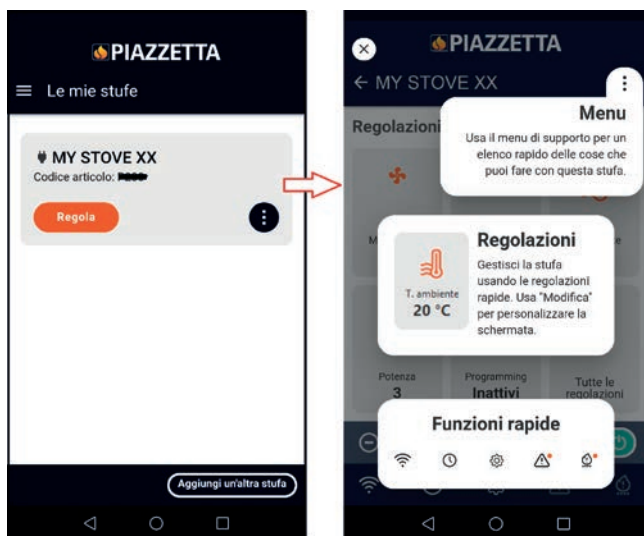 PIAZZETTA
Le mie stufe
MY STOVE XX
Codice articolo:
Regola
Aggiungi un'altra stufa
PIAZZETTA
MY STOVE XX
Regolazioni
Menu
Usa il menu di supporto per un
elenco rapido delle cose che
puoi fare con questa stufa.
T. ambiente
20 °C
Regolazioni
Gestisci la stufa
usando le regolazioni
rapide. Usa "Modifica"
per personalizzare la
schermata.
Potenza
3
Programming
Inattivi
Tutte le
regolazioni
Funzioni rapide